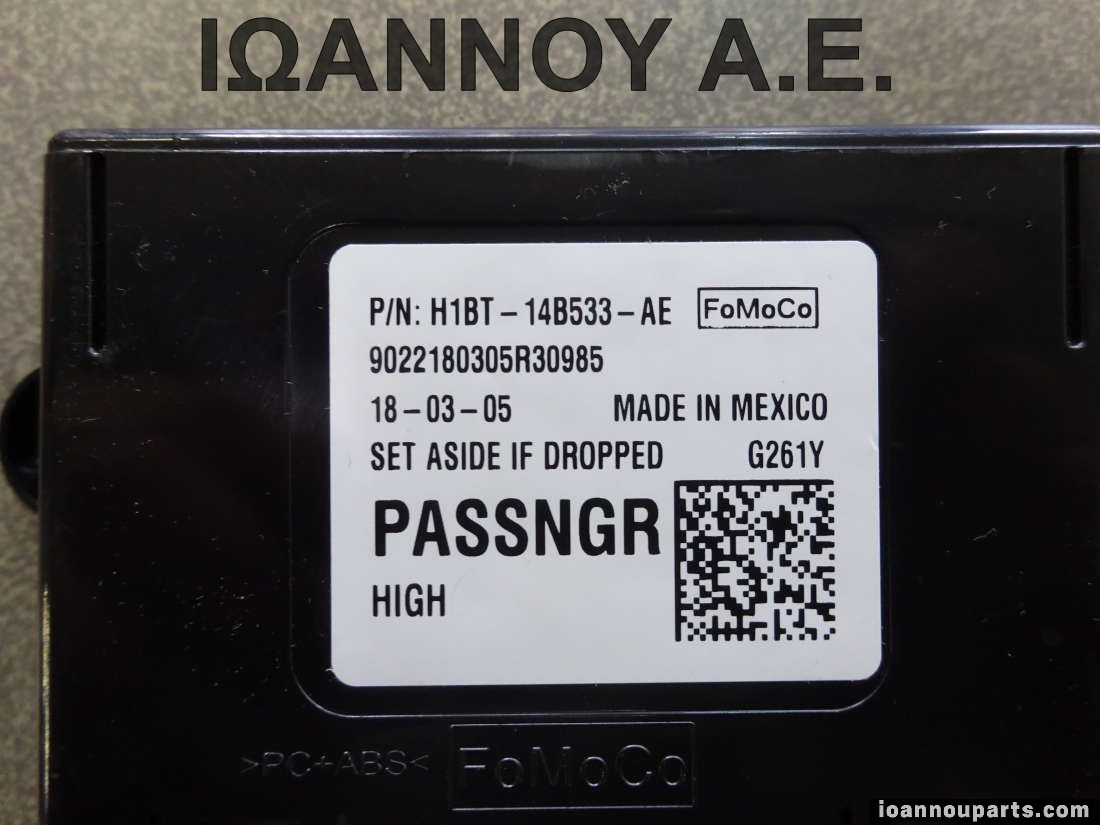 ΙΩΑΝΝΟΥ Α.Ε.
P/N: H1BT-14B533-AE FoMoCo
9022180305R30985
18-03-05 MADE IN MEXICO
SET ASIDE IF DROPPED G261Y
PASSNGR
HIGH
>PC+ABS< FoMoCo
ioannouparts.com